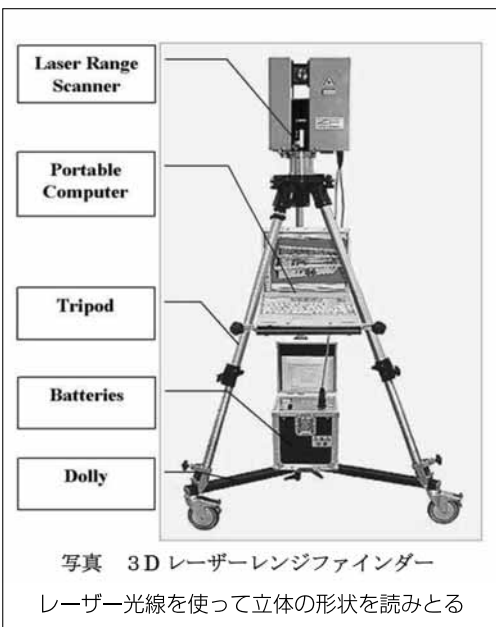 Laser Range
Scanner
Portable
Computer
Tripod
Batteries
Dolly
写真　3D レーザーレンジファインダー
レーザー光線を使って立体の形状を読みとる